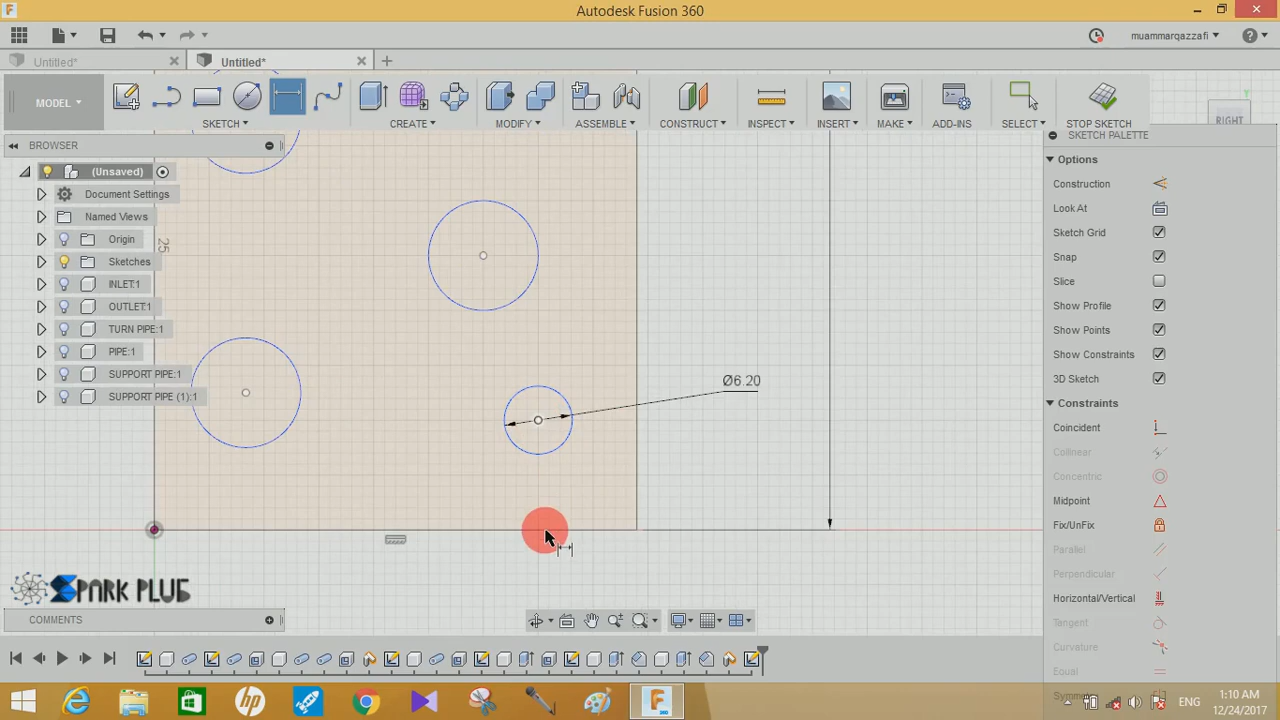 Autodesk Fusion 360
muammarqazzafi
Untitled*
Untitled*
MODEL
SKETCH
CREATE
MODIFY
ASSEMBLE
CONSTRUCT
INSPECT
INSERT
MAKE
ADD-INS
SELECT
STOP SKETCH
RIGHT
BROWSER
SKETCH PALETTE
(Unsaved)
Options
Document Settings
Construction
Named Views
Look At
Origin
Sketch Grid
Sketches
Snap
INLET:1
Slice
OUTLET:1
Show Profile
TURN PIPE:1
Show Points
PIPE:1
Show Constraints
SUPPORT PIPE:1
3D Sketch
SUPPORT PIPE (1):1
Constraints
25
Ø6.20
Coincident
Collinear
Concentric
Midpoint
Fix/UnFix
Parallel
Perpendicular
Horizontal/Vertical
Tangent
Curvature
Equal
SPARK PLUG
COMMENTS
ENG
1:10 AM
12/24/2017